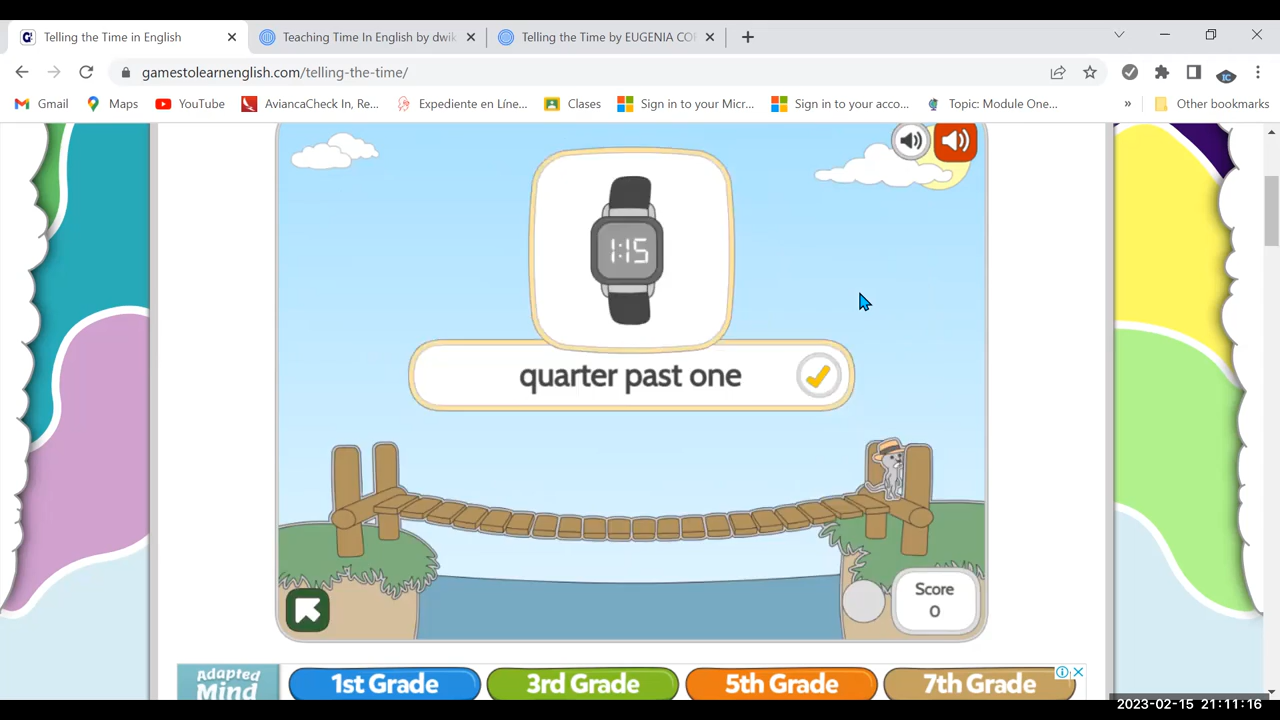 Telling the Time in English
Teaching Time In English by dwik
Telling the Time by EUGENIA CO
gamestolearnenglish.com/telling-the-time/
Gmail
Maps
YouTube
AviancaCheck In, Re...
Expediente en Líne...
Clases
Sign in to your Micr...
Sign in to your acco...
Topic: Module One...
»
Other bookmarks
1:15
quarter past one
Score
0
Adapted
Mind
1st Grade
3rd Grade
5th Grade
7th Grade
2023-02-15 21:11:16